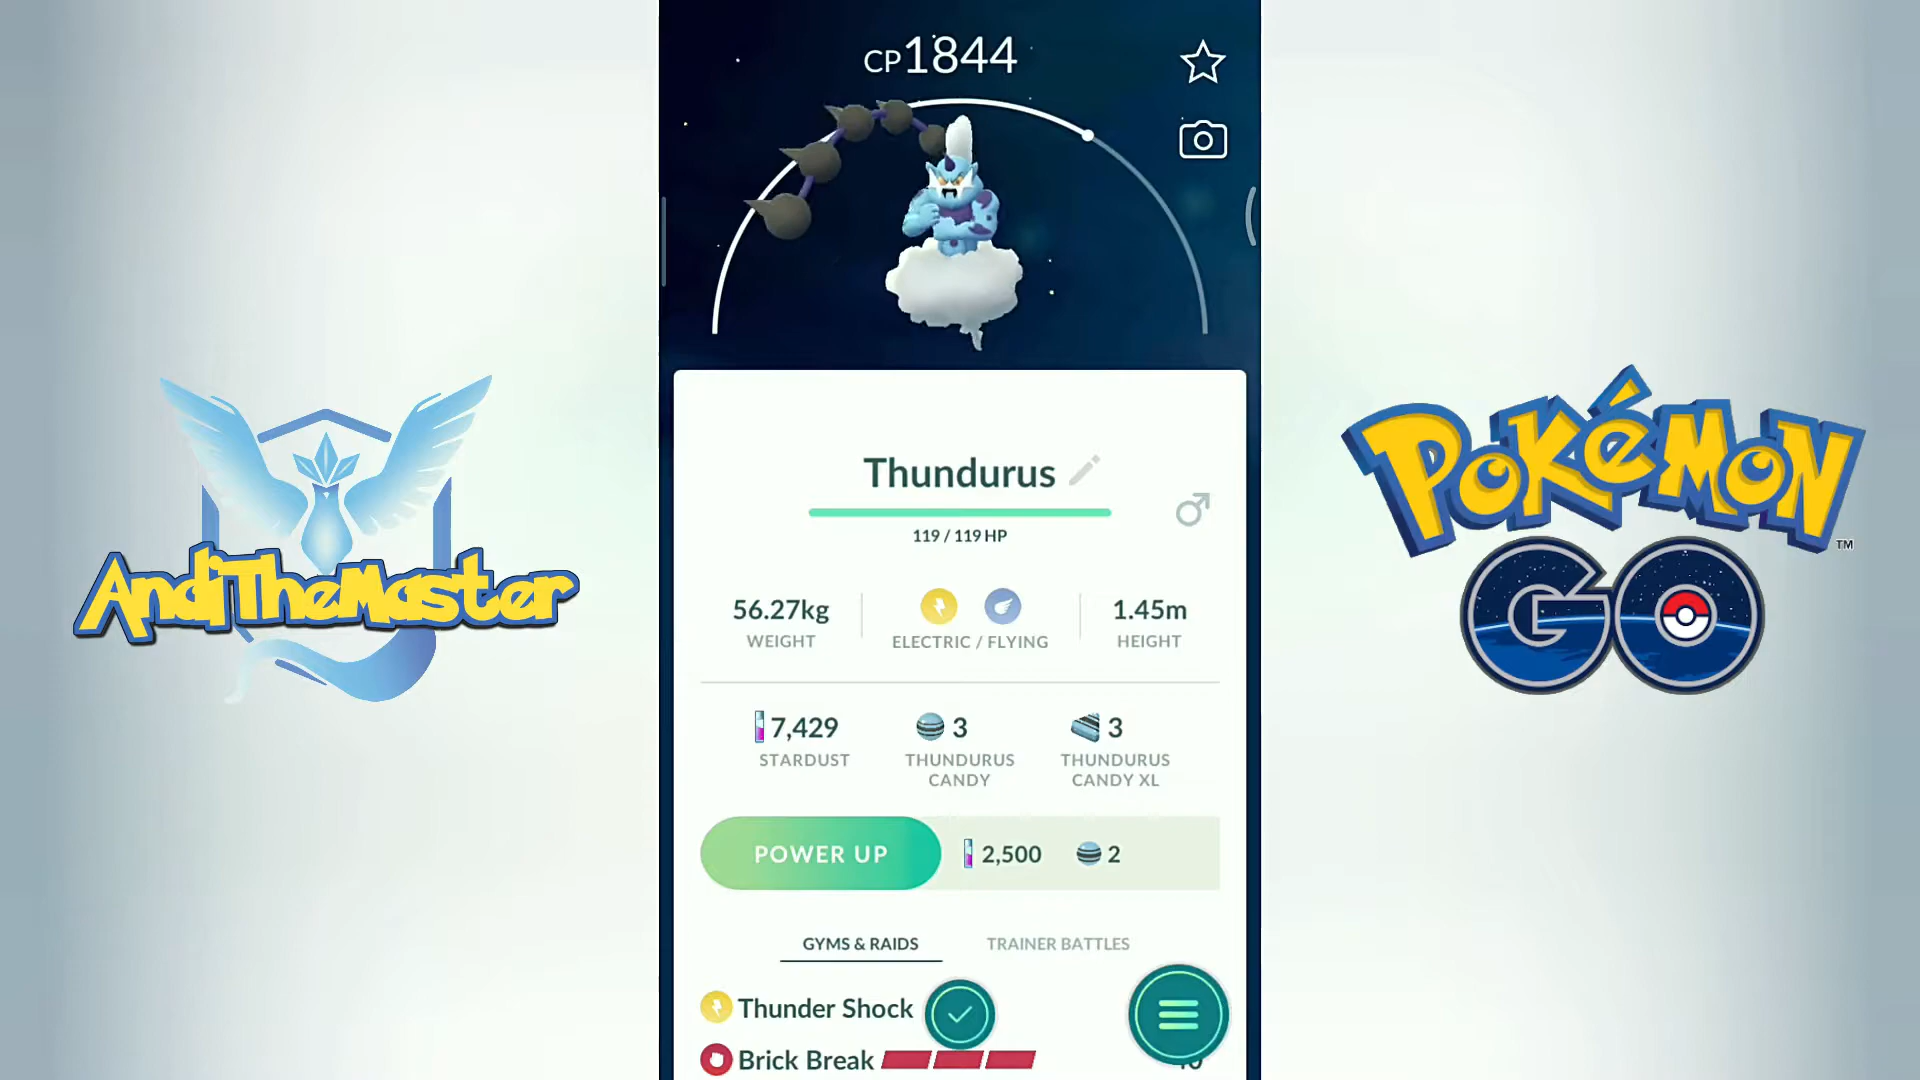 CP1844
Thundurus
119 / 119 HP
56.27kg
WEIGHT
ELECTRIC / FLYING
1.45m
HEIGHT
7,429
STARDUST
3
THUNDURUS
CANDY
3
THUNDURUS
CANDY XL
POWER UP
2,500
2
GYMS & RAIDS
TRAINER BATTLES
Thunder Shock
Brick Break
AndiTheMaster
POKÉMON
TM
GO